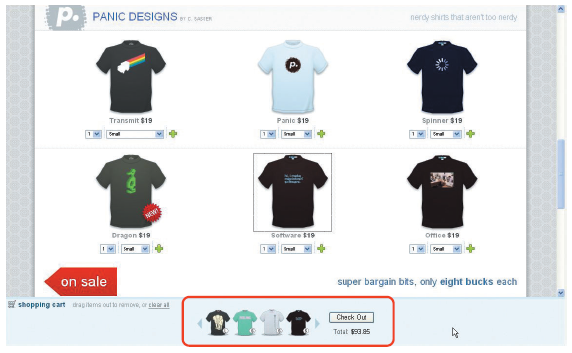 p.
PANIC DESIGNS BY C. SASSER
nerdy shirts that aren't too nerdy
p.
Transmit $19
Panic $19
Spinner $19
1 Small
1 Small
1 Small
NEW!
Dragon $19
Software $19
Office $19
1 Small
1 Small
1 Small
on sale
super bargain bits, only eight bucks each
shopping cart drag items out to remove, or clear all
Check Out
Total: $93.85